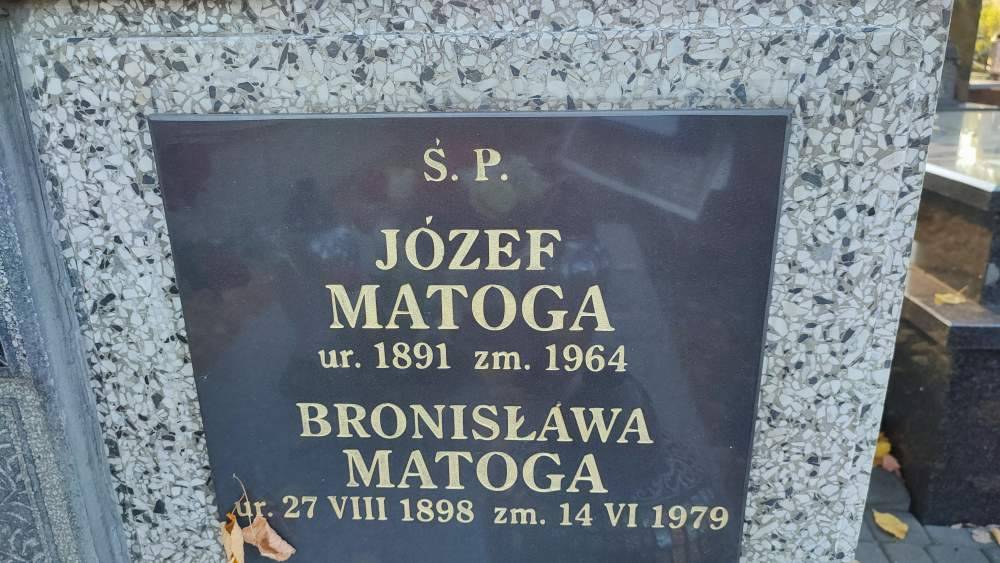 Ś. P.
JÓZEF
MATOGA
ur. 1891 zm. 1964
BRONISŁAWA
MATOGA
ur. 27 VIII 1898 zm. 14 VI 1979